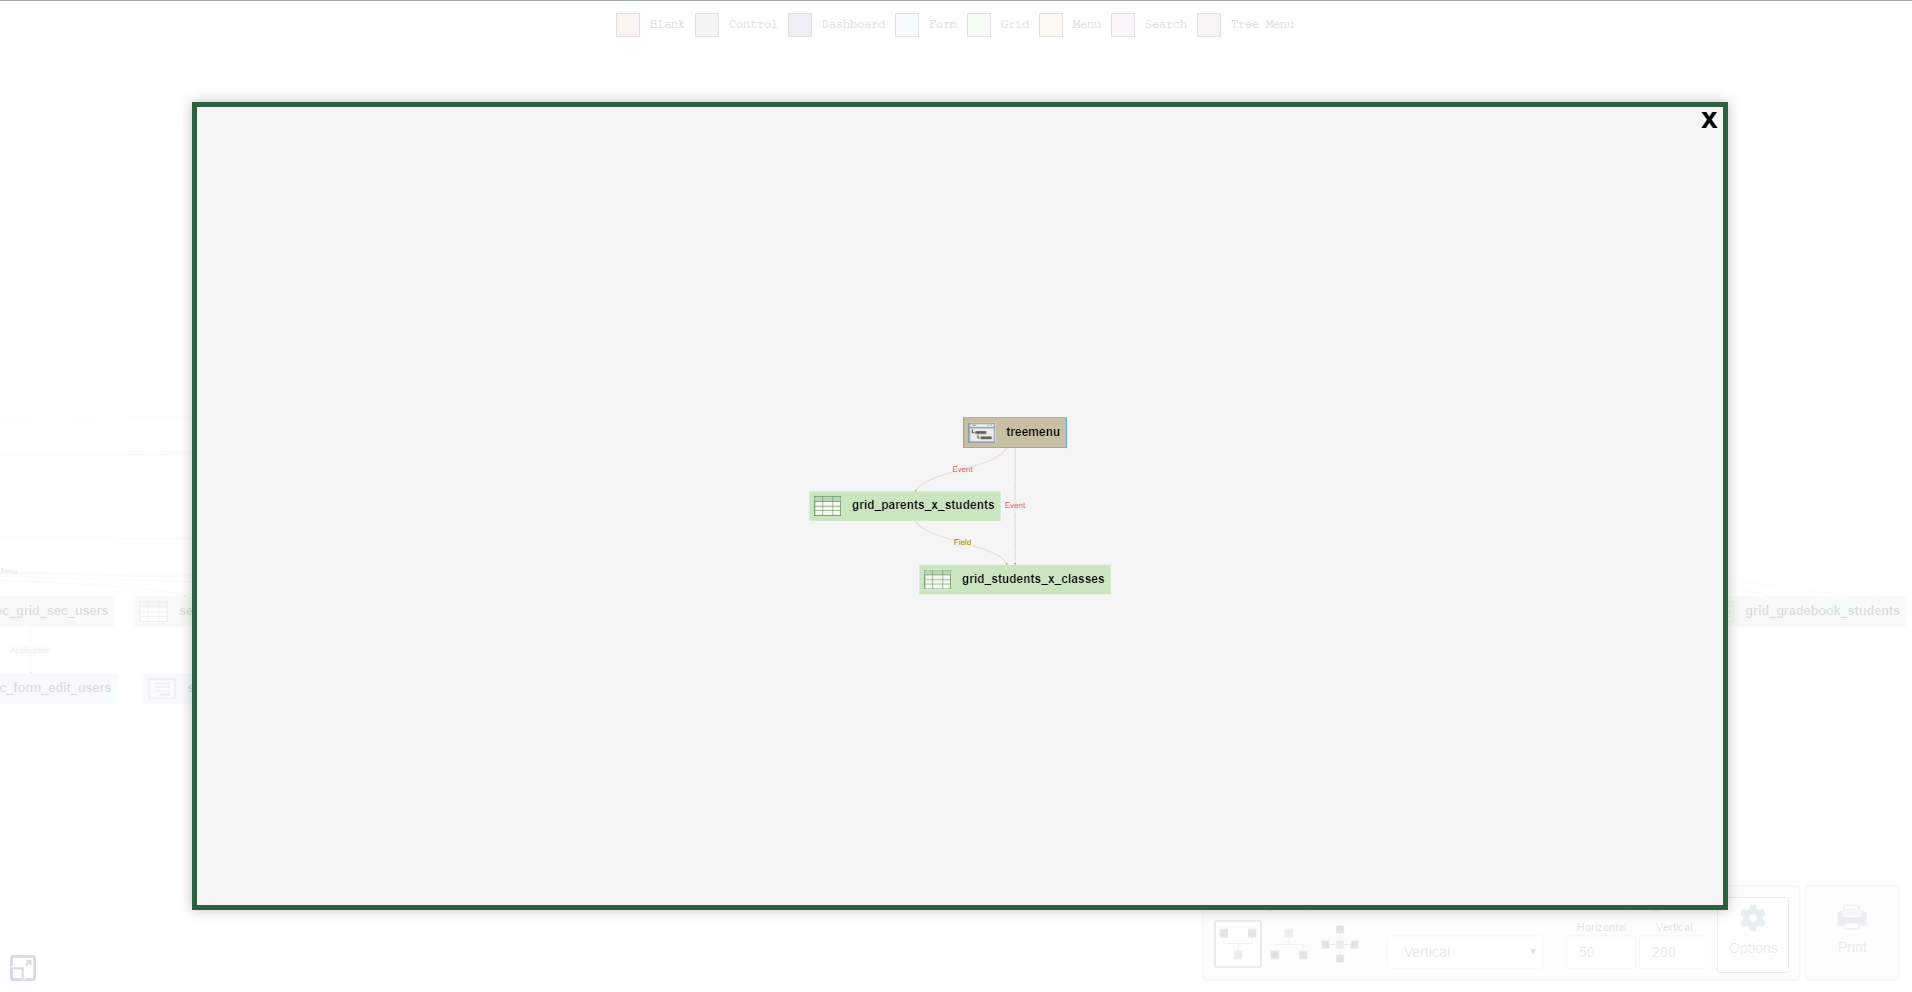 Blank Control Dashboard Form Grid Menu Search Tree Menu
X
treemenu
Event
grid_parents_x_students
Event
Field
grid_students_x_classes
Menu
ec_grid_sec_users
se
grid_gradebook_students
Application
c_form_edit_users
s
Horizontal Vertical
Vertical 50 200
Options
Print